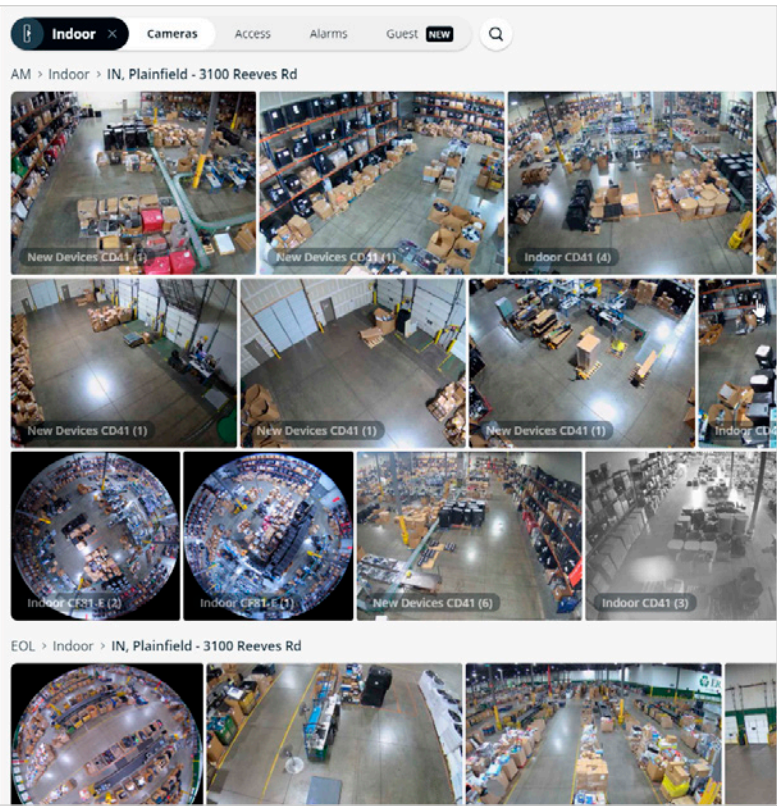 Indoor × Cameras Access Alarms Guest NEW
AM > Indoor > IN, Plainfield - 3100 Reeves Rd
New Devices CD41 (1) New Devices CD41 (1) Indoor CD41 (4)
New Devices CD41 (1) New Devices CD41 (1) New Devices CD41 (1) Indoor CD4
Indoor CF81-E (2) Indoor CF81-E (1) New Devices CD41 (6) Indoor CD41 (3)
EOL > Indoor > IN, Plainfield - 3100 Reeves Rd